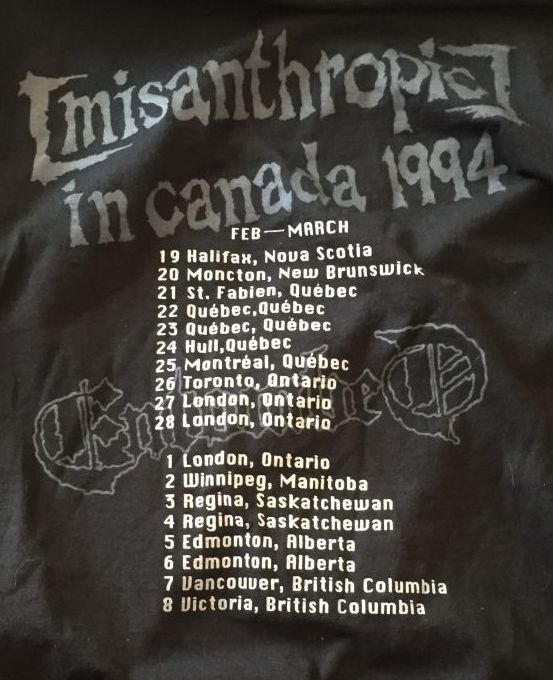 [misanthropic]
in canada 1994
FEB—MARCH
19 Halifax, Nova Scotia
20 Moncton, New Brunswick
21 St. Fabien, Québec
22 Québec,Québec
23 Québec, Québec
24 Hull,Québec
25 Montréal, Québec
26 Toronto, Ontario
27 London, Ontario
28 London, Ontario
EntombeD
1 London, Ontario
2 Winnipeg, Manitoba
3 Regina, Saskatchewan
4 Regina, Saskatchewan
5 Edmonton, Alberta
6 Edmonton, Alberta
7 Vancouver, British Columbia
8 Victoria, British Columbia